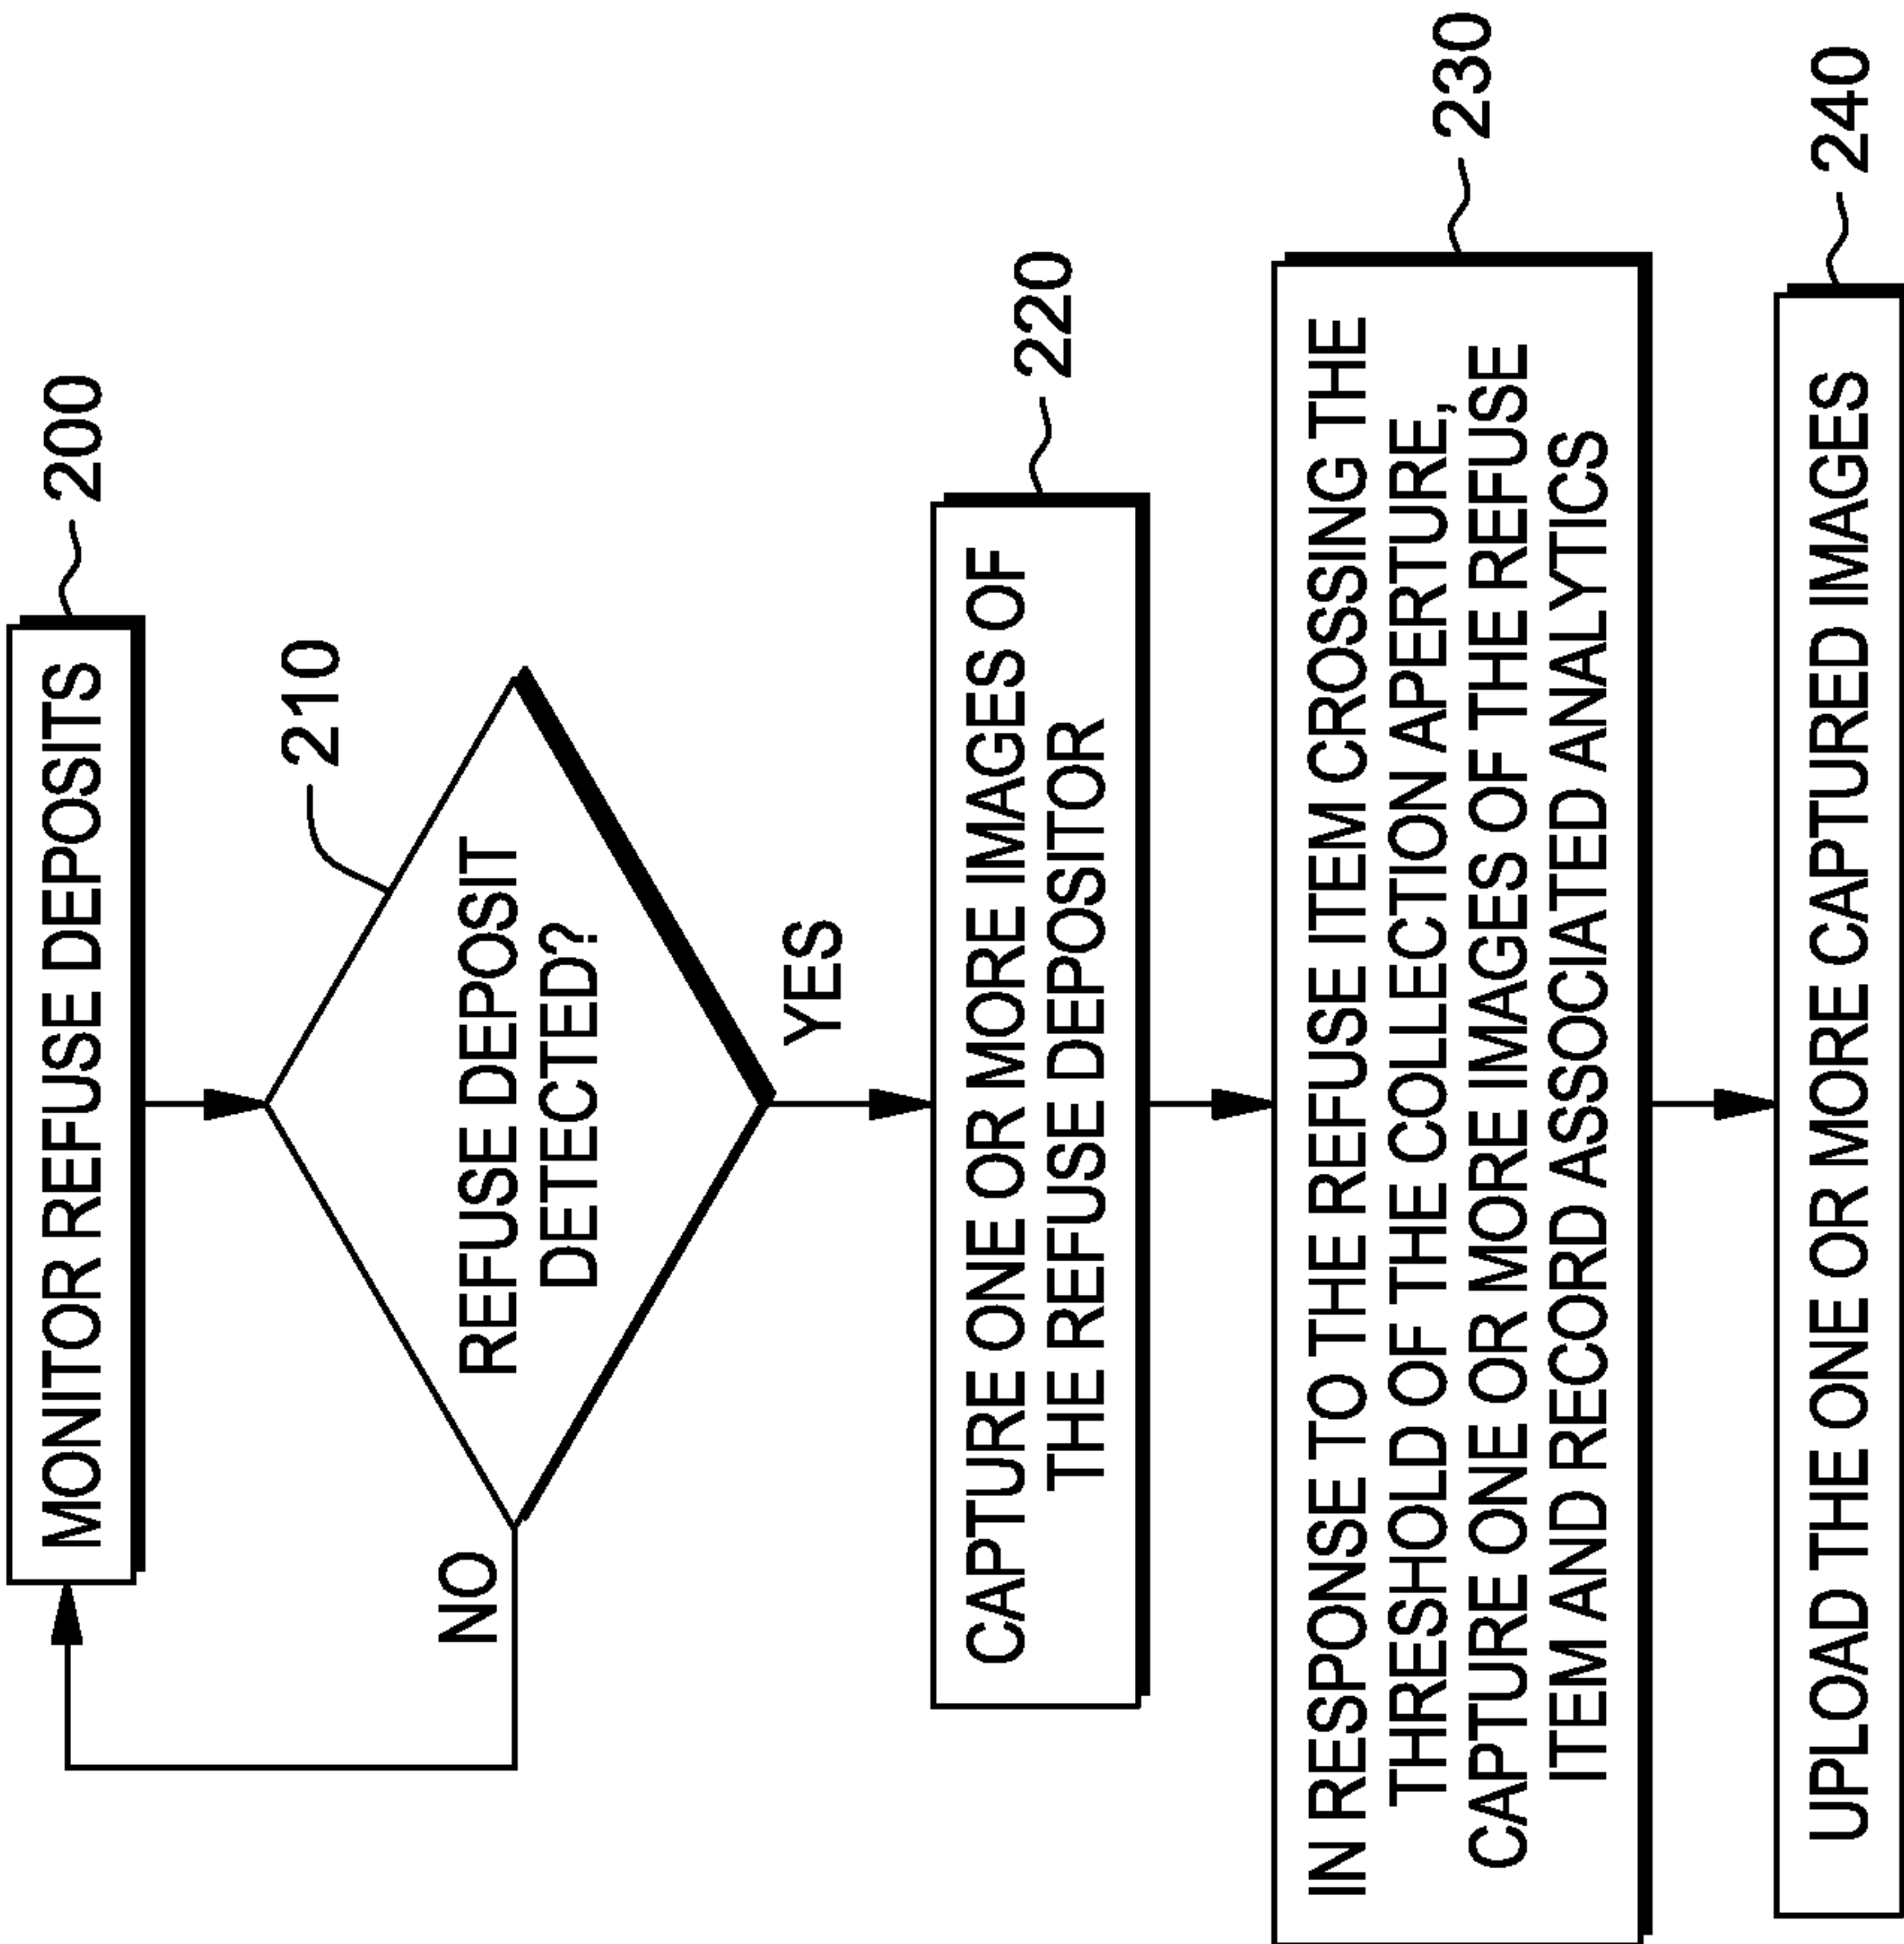 MONITOR REFUSE DEPOSITS
200
REFUSE DEPOSIT
DETECTED?
210
NO
YES
CAPTURE ONE OR MORE IMAGES OF
THE REFUSE DEPOSITOR
220
IN RESPONSE TO THE REFUSE ITEM CROSSING THE
THRESHOLD OF THE COLLECTION APERTURE,
CAPTURE ONE OR MORE IMAGES OF THE REFUSE
ITEM AND RECORD ASSOCIATED ANALYTICS
230
UPLOAD THE ONE OR MORE CAPTURED IMAGES
240